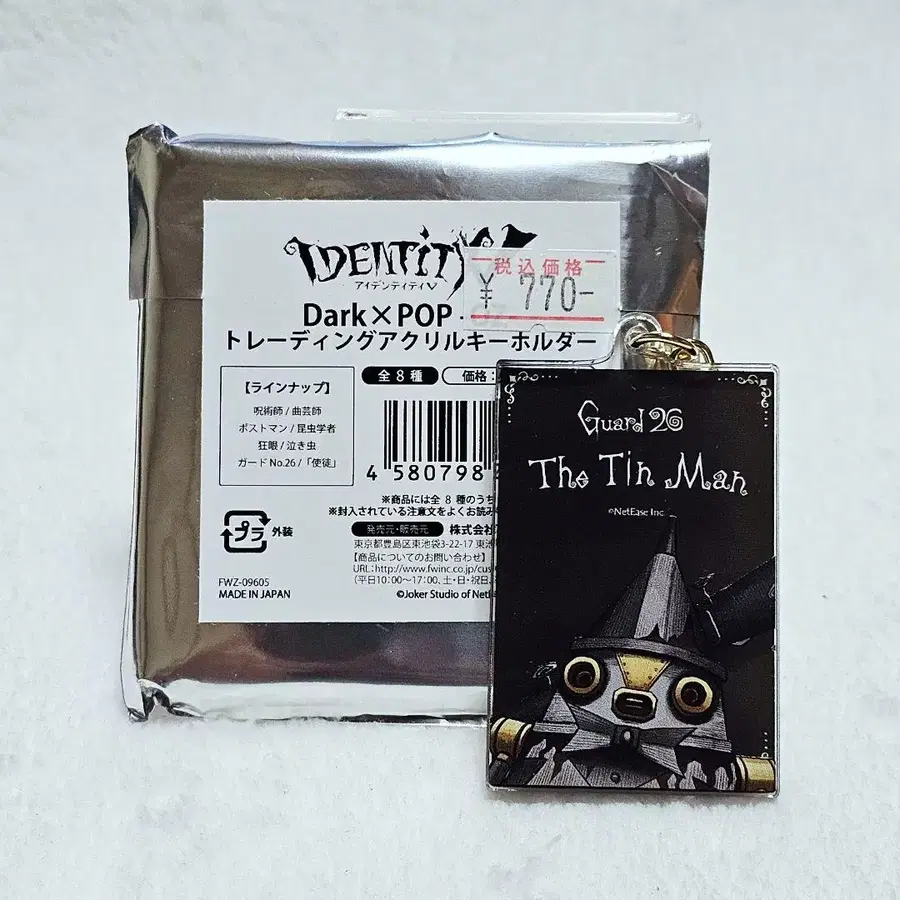 IDENTITY V
アイデンティティV
税込価格
¥ 770-
Dark×POP
トレーディングアクリルキーホルダー
全8種
価格:
【ラインナップ】
呪術師/曲芸師
ポストマン/昆虫学者
狂眼/泣き虫
ガードNo.26/「使徒」
4 580798
※商品には全8種のうち
※封入されている注意文をよくお読み
プラ 外装
発売元・販売元 株式会社
東京都豊島区東池袋3-22-17 東池
【商品についてのお問い合わせ】
URL:http://www.fwinc.jp/cus
(平日10:00〜17:00、土・日・祝日、
FWZ-09605
MADE IN JAPAN
©Joker Studio of NetE
Guard 26
The Tin Man
©NetEase Inc.